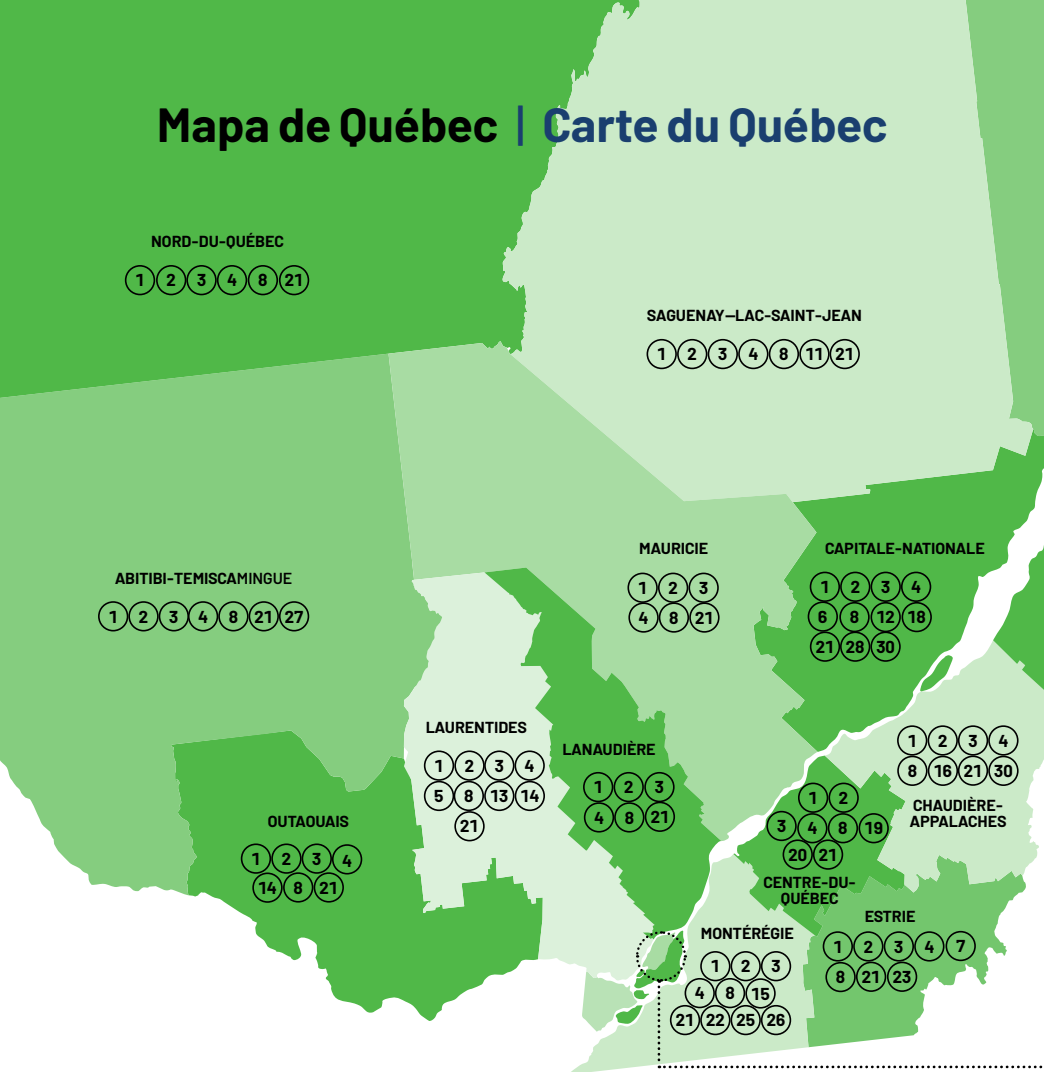 Mapa de Québec | Carte du Québec
NORD-DU-QUÉBEC
1 2 3 4 8 21
SAGUENAY–LAC-SAINT-JEAN
1 2 3 4 8 11 21
MAURICIE
1 2 3
4 8 21
CAPITALE-NATIONALE
1 2 3 4
6 8 12 18
21 28 30
ABITIBI-TEMISCAMINGUE
1 2 3 4 8 21 27
LAURENTIDES
1 2 3 4
5 8 13 14
21
LANAUDIÈRE
1 2 3
4 8 21
1 2 3 4
8 16 21 30
CHAUDIÈRE-
APPALACHES
OUTAOUAIS
1 2 3 4
14 8 21
1 2
3 4 8 19
20 21
CENTRE-DU-
QUÉBEC
ESTRIE
1 2 3 4 7
8 21 23
MONTÉRÉGIE
1 2 3
4 8 15
21 22 25 26